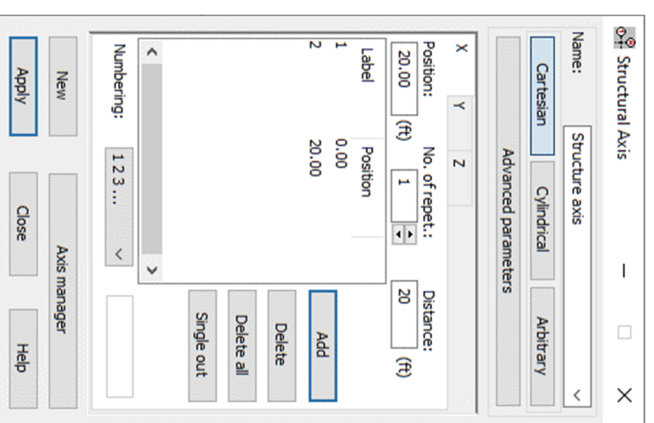 Structural Axis
Name: Structure axis
Cartesian Cylindrical Arbitrary
Advanced parameters
X Y Z
Position: No. of repet.: Distance:
20.00 (ft) 1 20 (ft)
Label Position
1 0.00
2 20.00
Add
Delete
Delete all
Single out
Numbering: 1 2 3 ...
New Axis manager
Apply Close Help